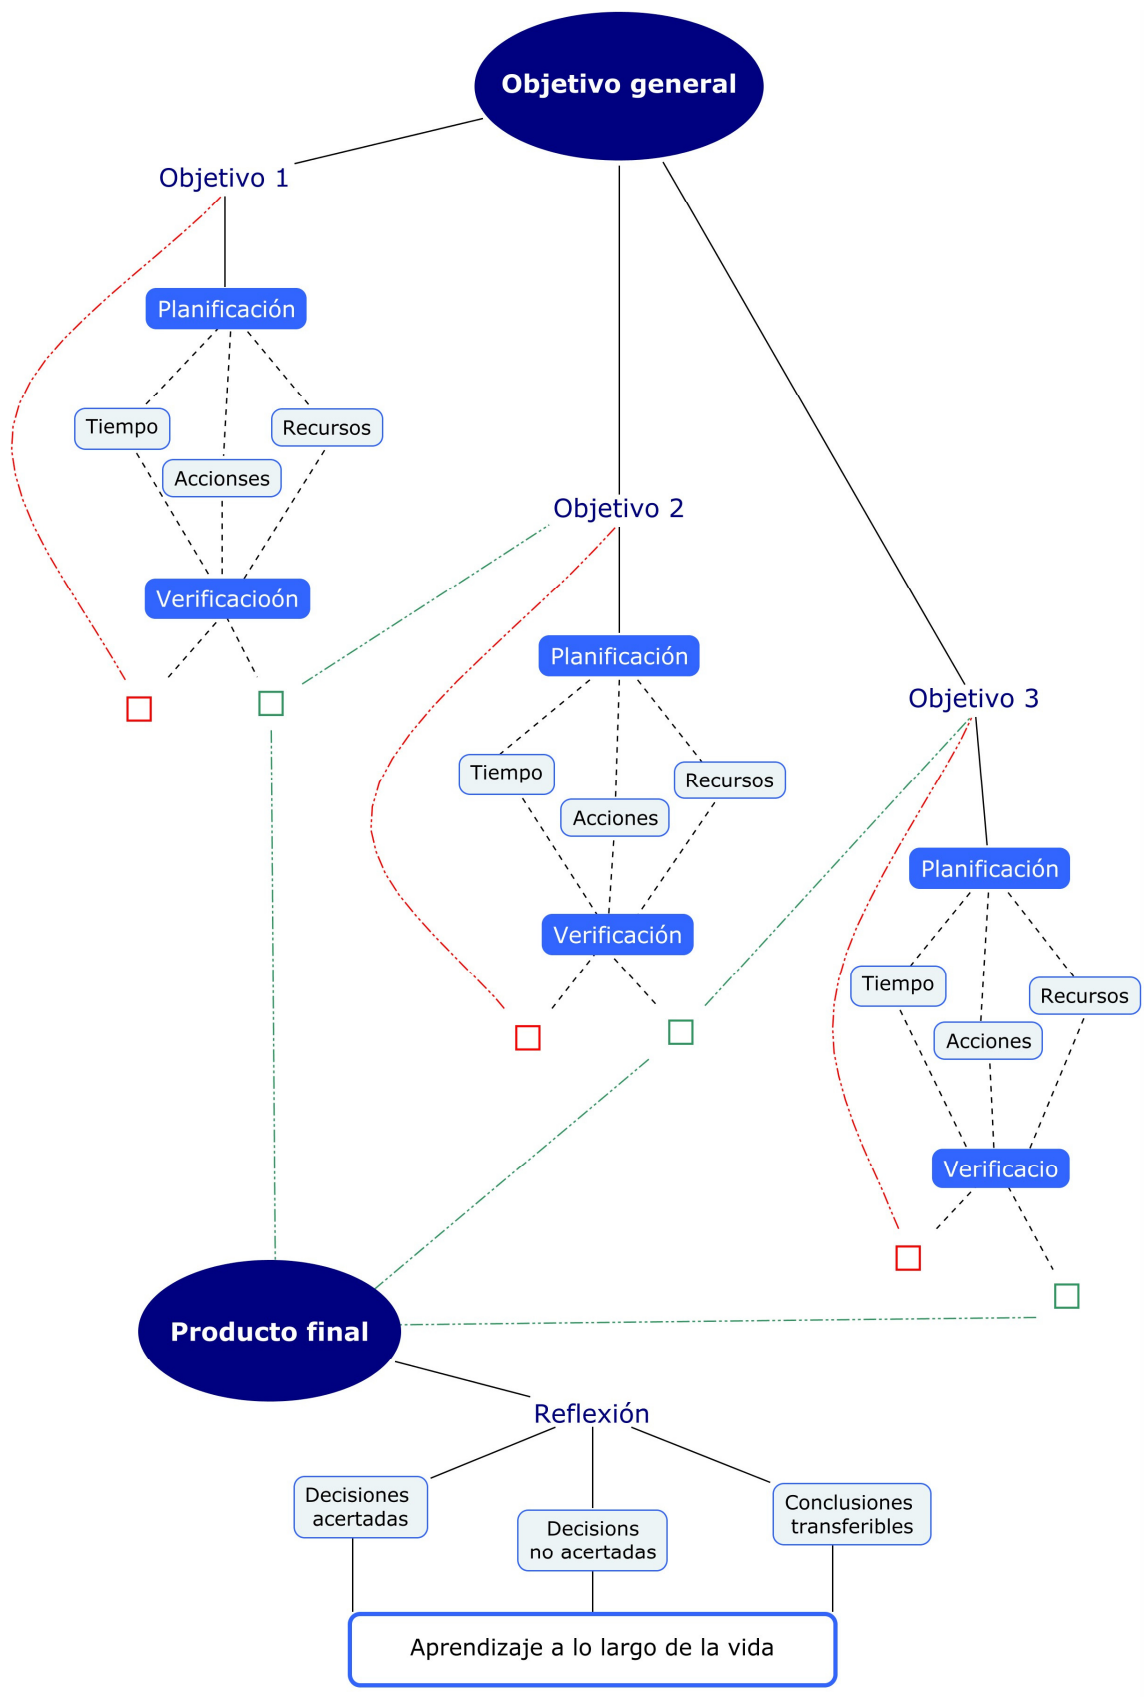 Objetivo general
Objetivo 1
Planificación
Tiempo
Recursos
Accionses
Verificacioón
Objetivo 2
Planificación
Tiempo
Recursos
Acciones
Verificación
Objetivo 3
Planificación
Tiempo
Recursos
Acciones
Verificacio
Producto final
Reflexión
Decisiones
acertadas
Decisions
no acertadas
Conclusiones
transferibles
Aprendizaje a lo largo de la vida